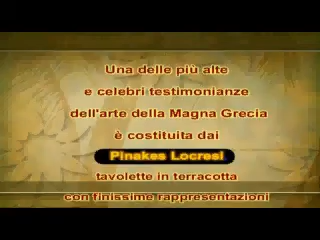 Una delle più alte
e celebri testimonianze
dell'arte della Magna Grecia
è costituita dai
Pinakes Locresi
tavolette in terracotta
con finissime rappresentazioni